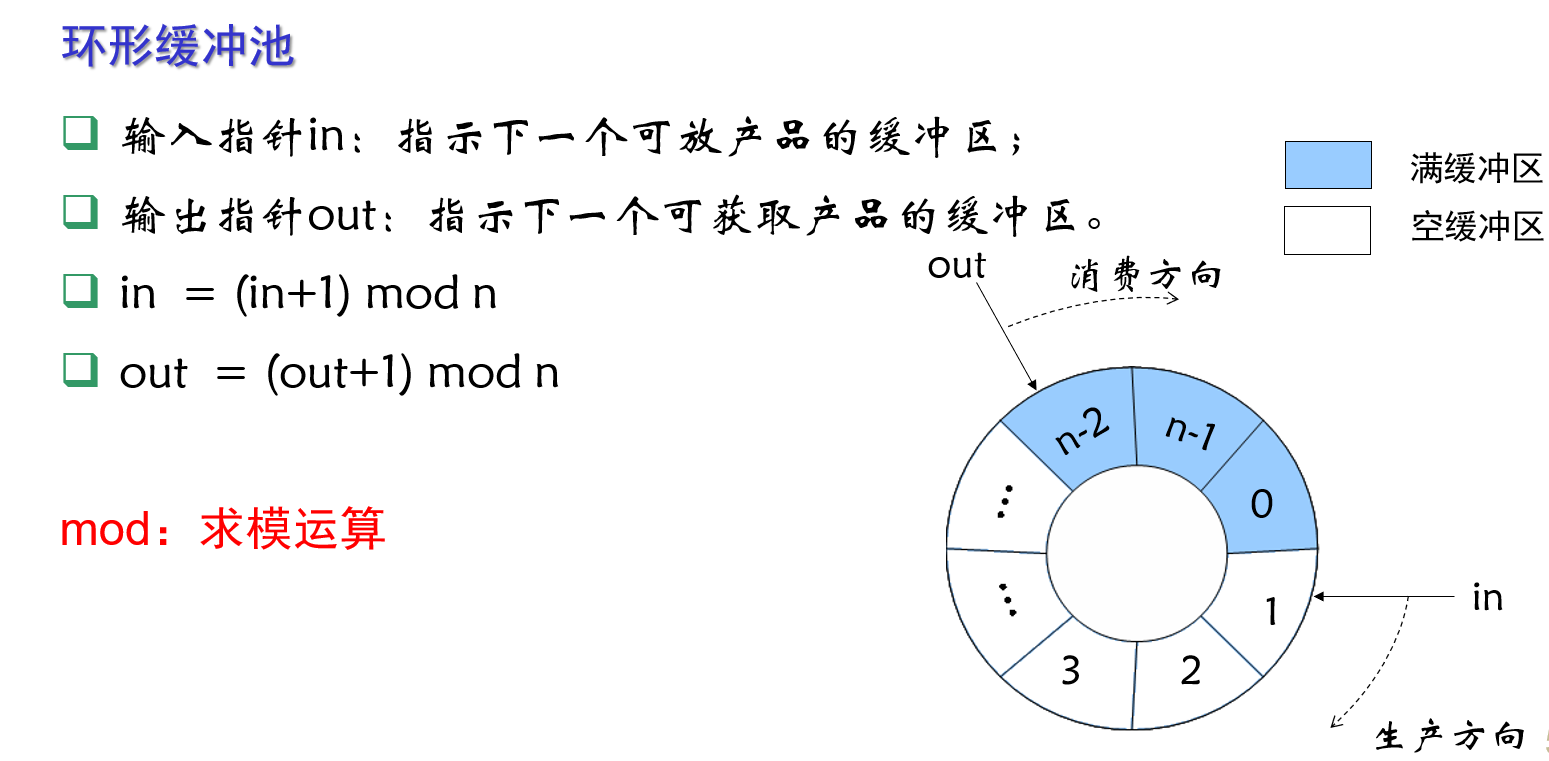 环形缓冲池
输入指针in：指示下一个可放产品的缓冲区；
输出指针out：指示下一个可获取产品的缓冲区。
in = (in+1) mod n
out = (out+1) mod n
mod：求模运算
满缓冲区
空缓冲区
out
消费方向
n-2
n-1
0
...
1
in
...
3
2
生产方向